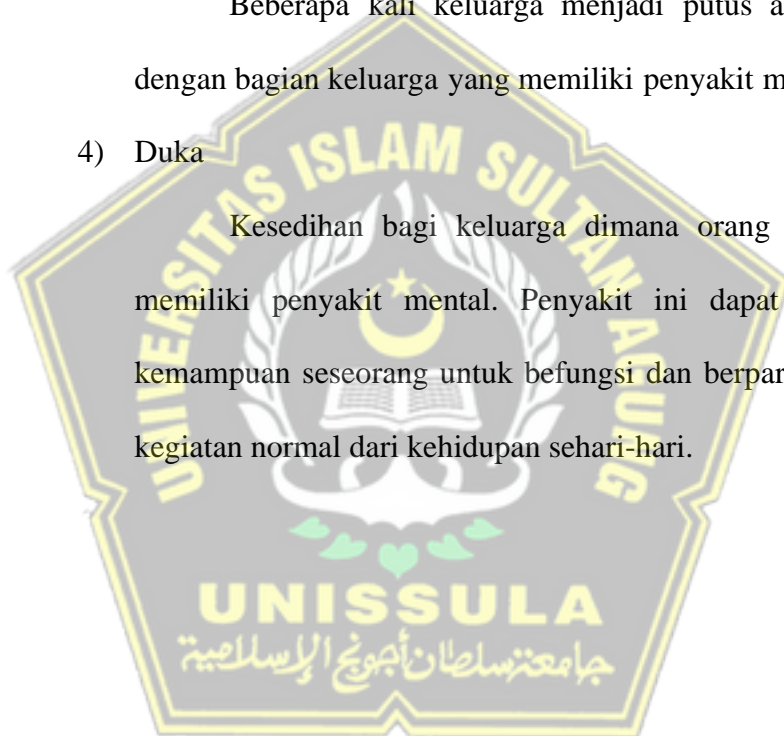 Beberapa kali keluarga menjadi putus a
dengan bagian keluarga yang memiliki penyakit m
4) Duka
Kesedihan bagi keluarga dimana orang
memiliki penyakit mental. Penyakit ini dapat
kemampuan seseorang untuk befungsi dan berpar
kegiatan normal dari kehidupan sehari-hari.
UNIVERSITAS ISLAM SULTAN AGUNG
UNISSULA
جامعة سلطان أجونج الإسلامية